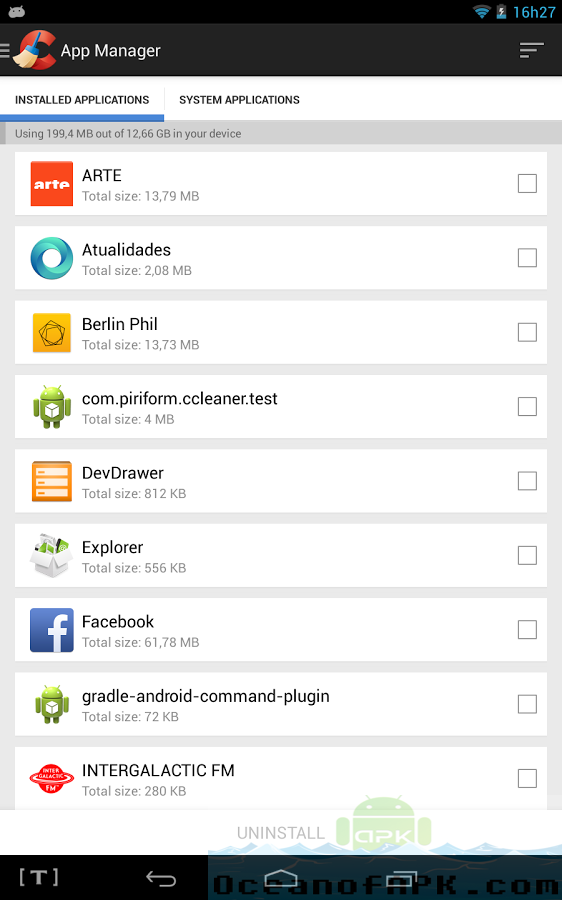 16h27
App Manager
INSTALLED APPLICATIONS
SYSTEM APPLICATIONS
Using 199,4 MB out of 12,66 GB in your device
arte
ARTE
Total size: 13,79 MB
Atualidades
Total size: 2,08 MB
Berlin Phil
Total size: 13,73 MB
com.piriform.ccleaner.test
Total size: 4 MB
DevDrawer
Total size: 812 KB
Explorer
Total size: 556 KB
Facebook
Total size: 61,78 MB
gradle-android-command-plugin
Total size: 72 KB
INTER
GALACTIC
FM
INTERGALACTIC FM
Total size: 280 KB
UNINSTALL
APK
[T]
OceanofAPK.com